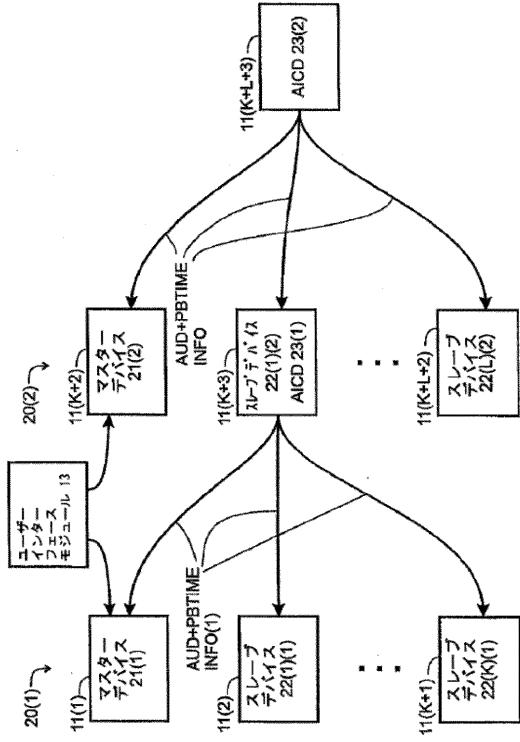 ユーザー
インター
フェース
モジュール 13
20(1)
11(1)
マスター
デバイス
21(1)
AUD+PBTIME
INFO(1)
11(2)
スレーブ
デバイス
22(1)(1)
11(K+1)
スレーブ
デバイス
22(K)(1)
20(2)
11(K+2)
マスター
デバイス
21(2)
AUD+PBTIME
INFO
11(K+3)
スレーブデバイス
22(1)(2)
AICD 23(1)
11(K+L+2)
スレーブ
デバイス
22(L)(2)
11(K+L+3)
AICD 23(2)